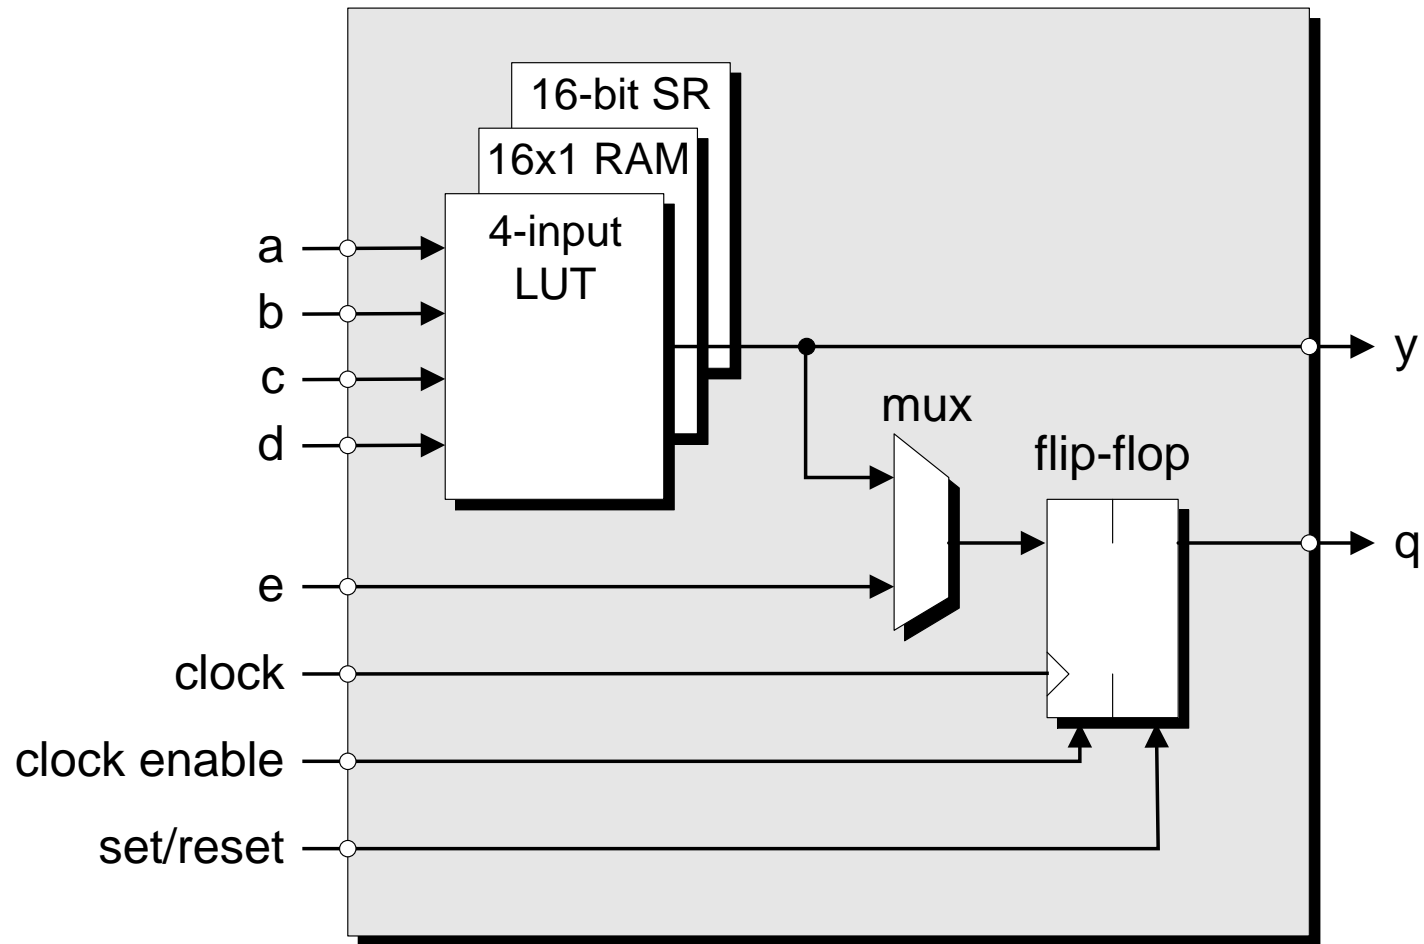 16-bit SR
16x1 RAM
4-input
LUT
a
b
c
d
e
clock
clock enable
set/reset
mux
flip-flop
y
q